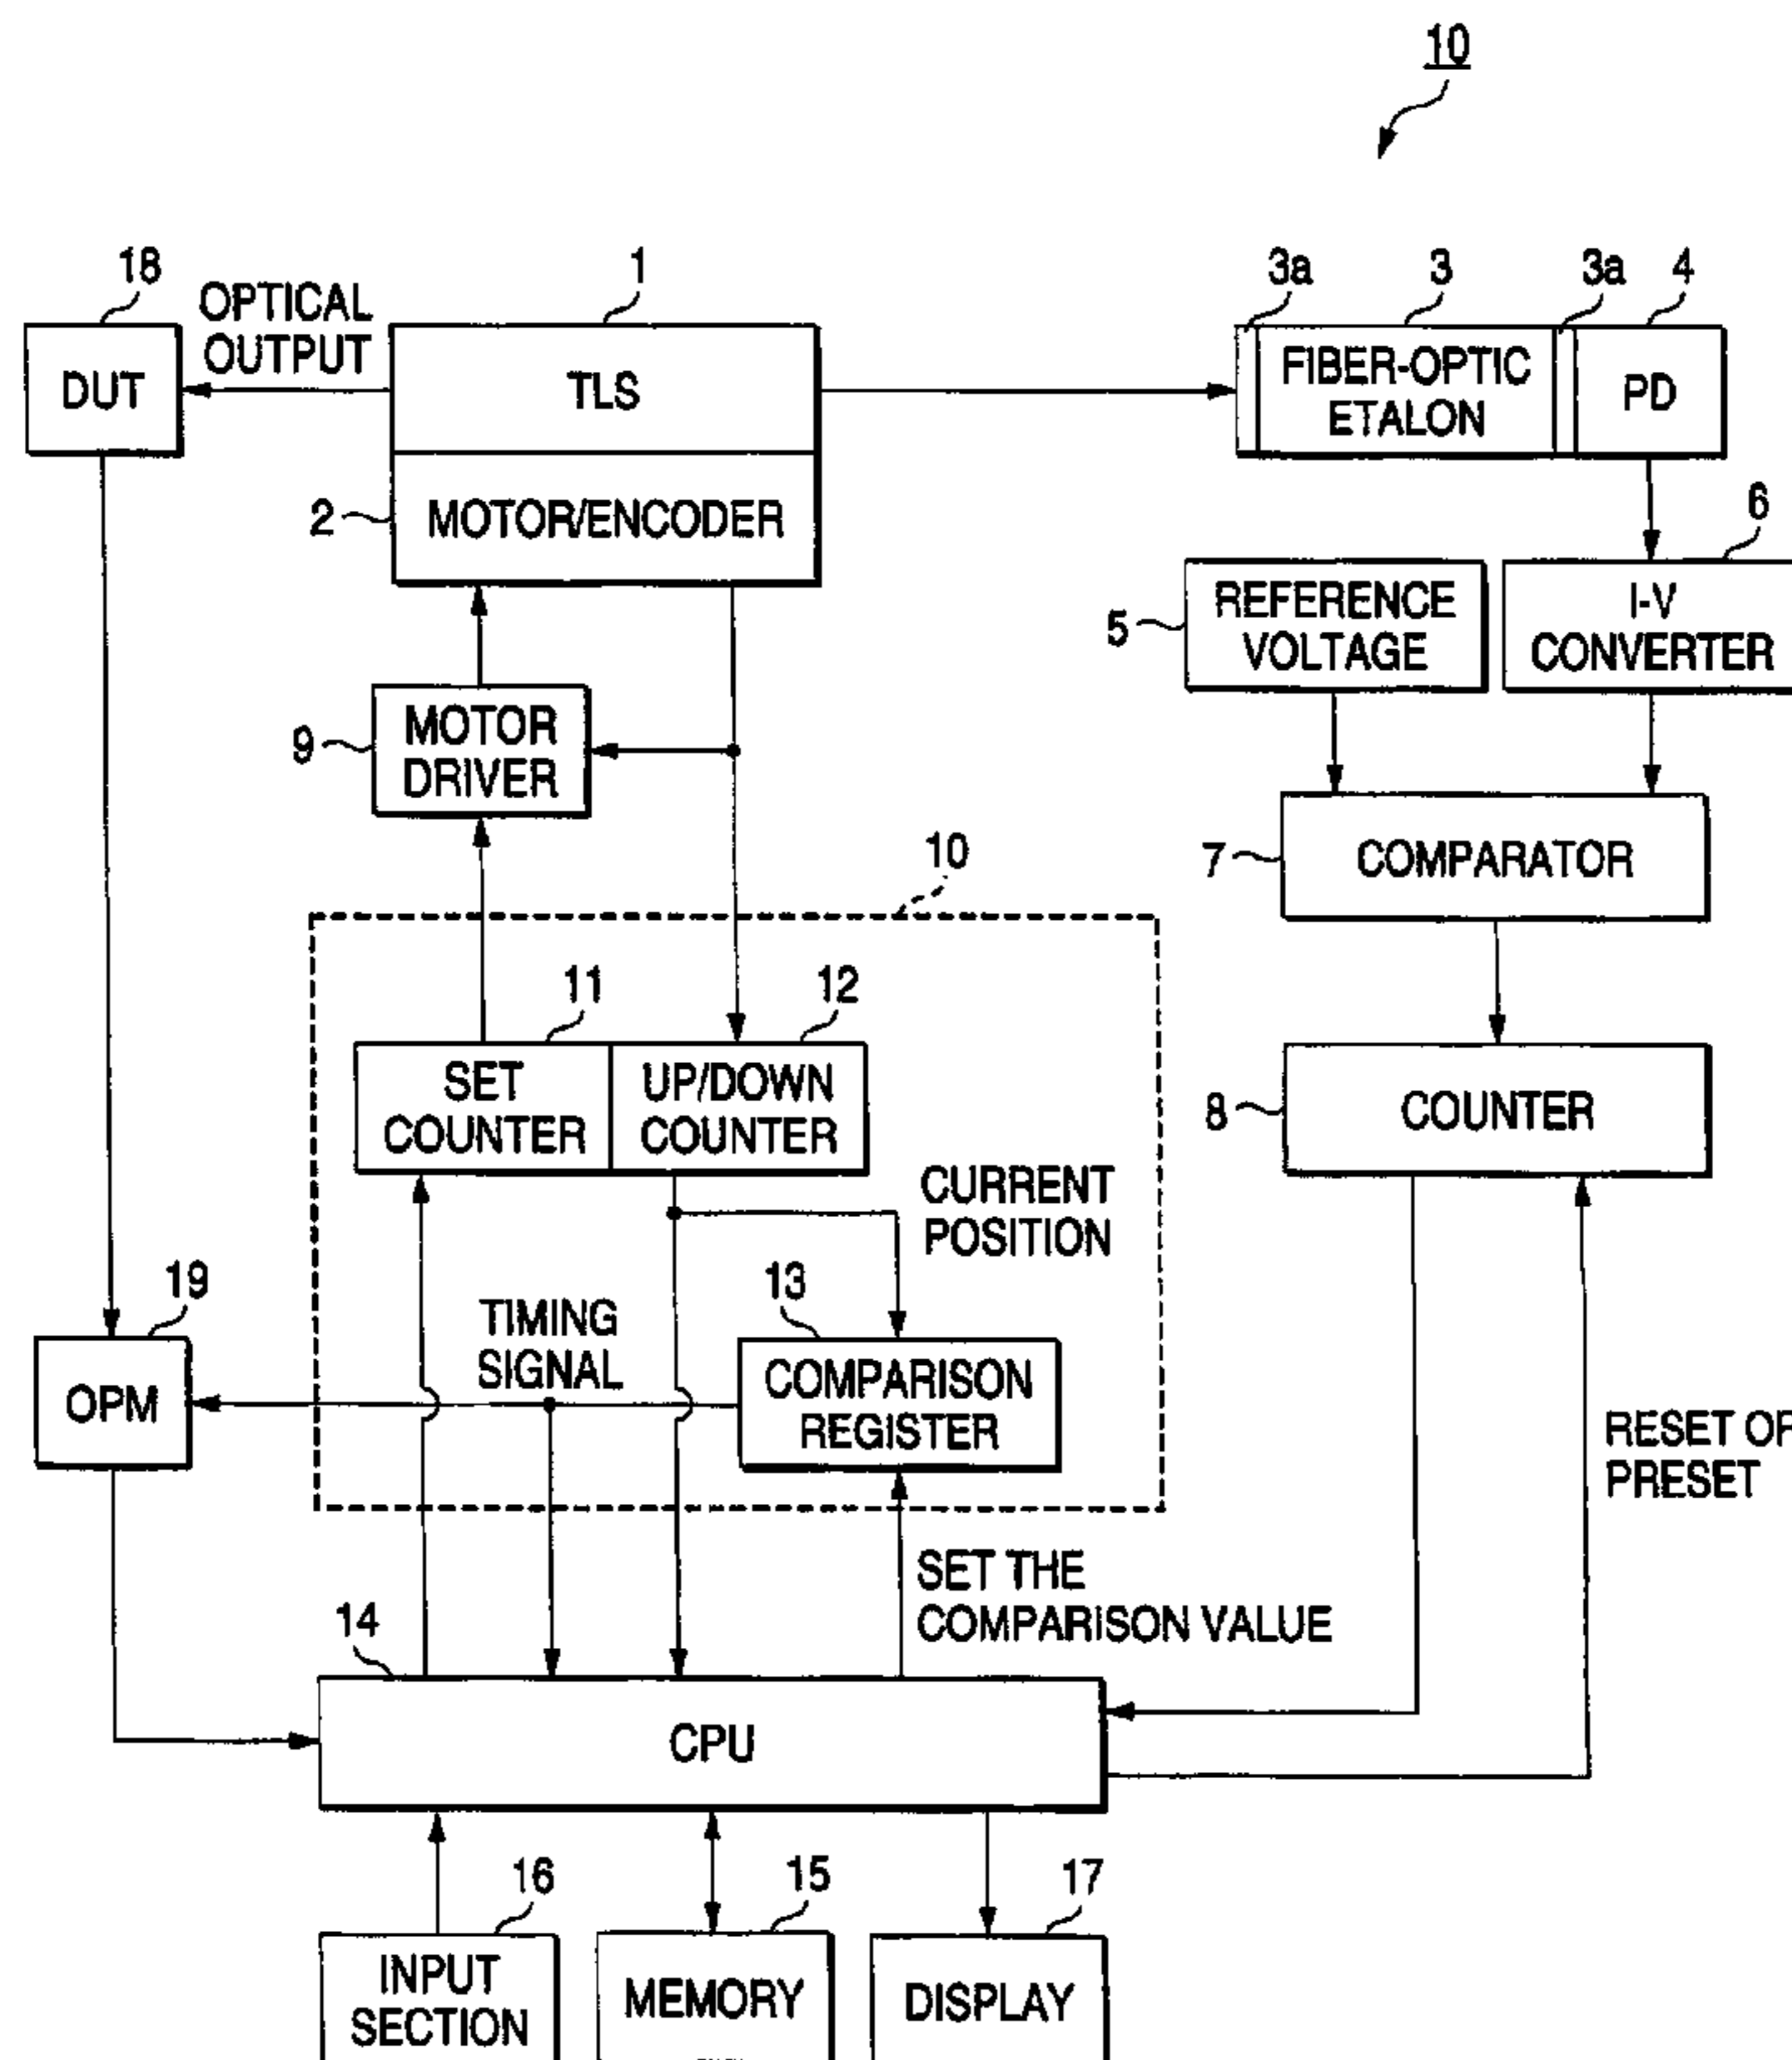 10
18
OPTICAL
OUTPUT
1
3a
3
3a
4
DUT
TLS
FIBER-OPTIC
ETALON
PD
2
MOTOR/ENCODER
6
5
REFERENCE
VOLTAGE
I-V
CONVERTER
9
MOTOR
DRIVER
10
7
COMPARATOR
11
12
SET
COUNTER
UP/DOWN
COUNTER
8
COUNTER
CURRENT
POSITION
19
13
TIMING
SIGNAL
OPM
COMPARISON
REGISTER
RESET OR
PRESET
SET THE
COMPARISON VALUE
14
CPU
16
15
17
INPUT
SECTION
MEMORY
DISPLAY